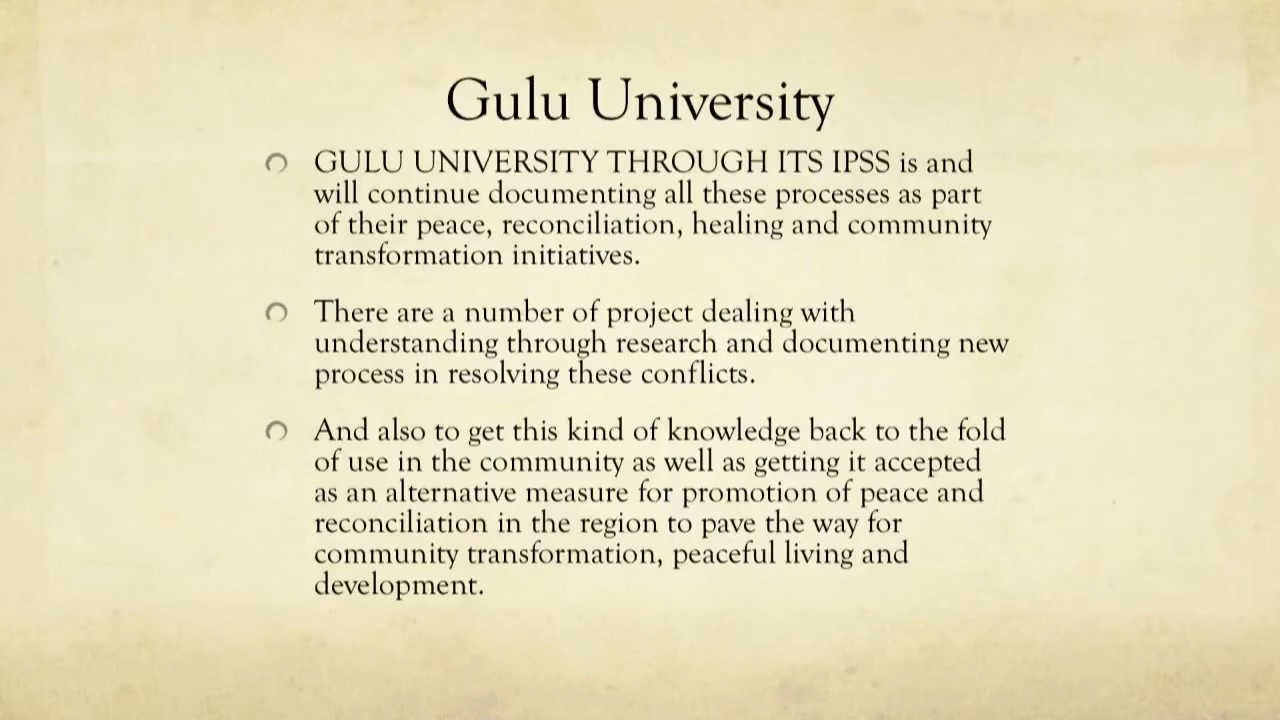 Gulu University
GULU UNIVERSITY THROUGH ITS IPSS is and
will continue documenting all these processes as part
of their peace, reconciliation, healing and community
transformation initiatives.
There are a number of project dealing with
understanding through research and documenting new
process in resolving these conflicts.
And also to get this kind of knowledge back to the fold
of use in the community as well as getting it accepted
as an alternative measure for promotion of peace and
reconciliation in the region to pave the way for
community transformation, peaceful living and
development.